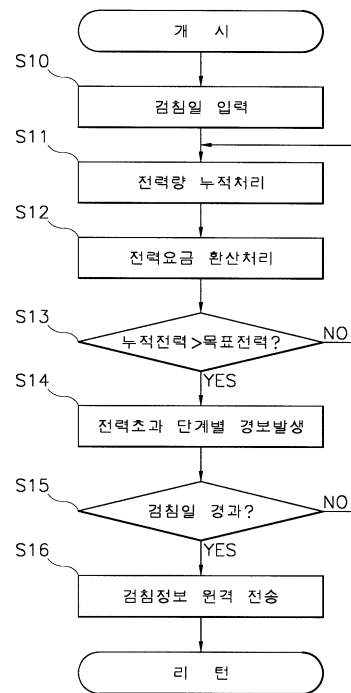 개 시
S10
검침일 입력
S11
전력량 누적처리
S12
전력요금 환산처리
S13
누적전력>목표전력?
NO
YES
S14
전력초과 단계별 경보발생
S15
검침일 경과?
NO
YES
S16
검침정보 원격 전송
리 턴